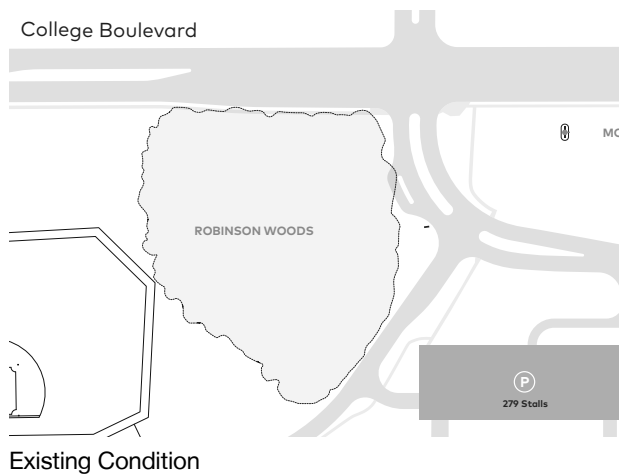 College Boulevard
MC
ROBINSON WOODS
P
279 Stalls
Existing Condition